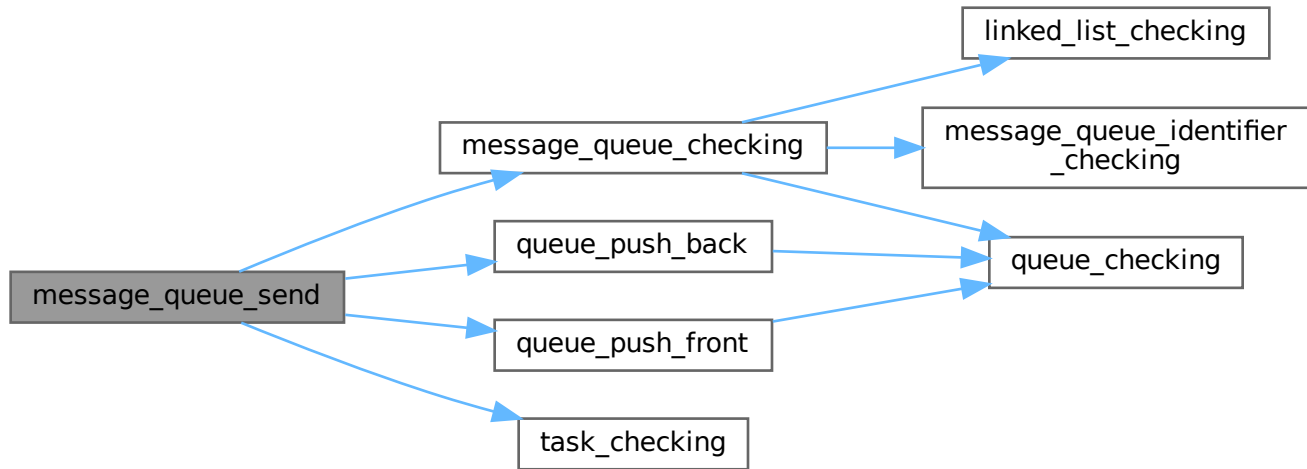 linked_list_checking
message_queue_checking
message_queue_identifier
_checking
queue_push_back
queue_checking
message_queue_send
queue_push_front
task_checking